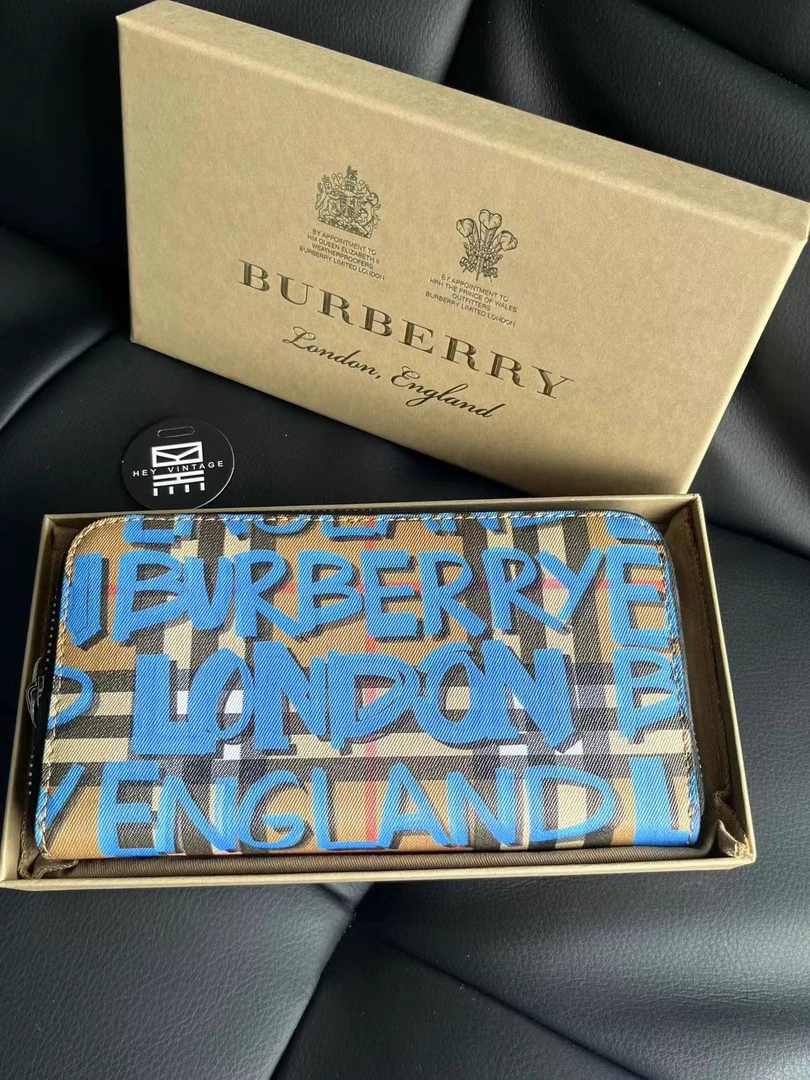 BY APPOINTMENT TO
HM QUEEN ELIZABETH II
WEATHERPROOFERS
BURBERRY LIMITED LONDON
BY APPOINTMENT TO
HRH THE PRINCE OF WALES
OUTFITTERS
BURBERRY LIMITED LONDON
BURBERRY
London, England
HEY VINTAGE
ENGLAND
BURBERRY E
LONDON B
Y ENGLAND L